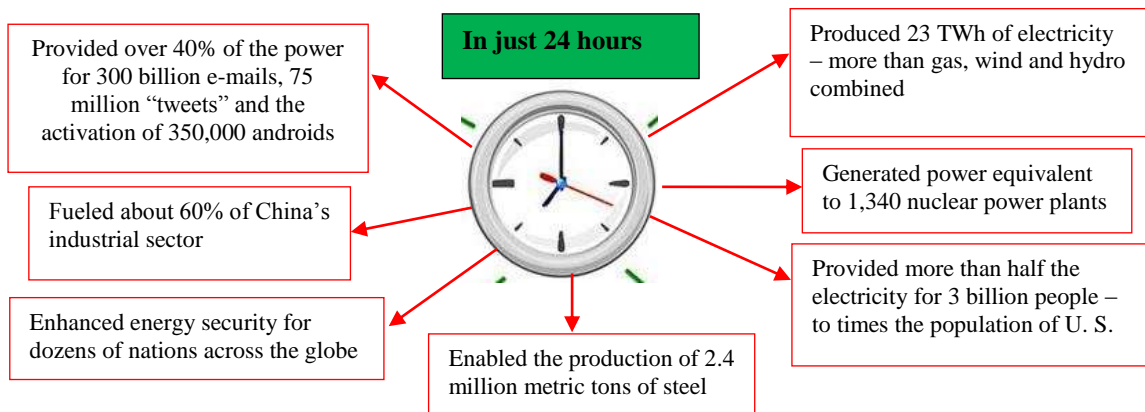 In just 24 hours
Provided over 40% of the power
for 300 billion e-mails, 75
million “tweets” and the
activation of 350,000 androids
Produced 23 TWh of electricity
– more than gas, wind and hydro
combined
Generated power equivalent
to 1,340 nuclear power plants
Fueled about 60% of China’s
industrial sector
Provided more than half the
electricity for 3 billion people –
to times the population of U. S.
Enhanced energy security for
dozens of nations across the globe
Enabled the production of 2.4
million metric tons of steel